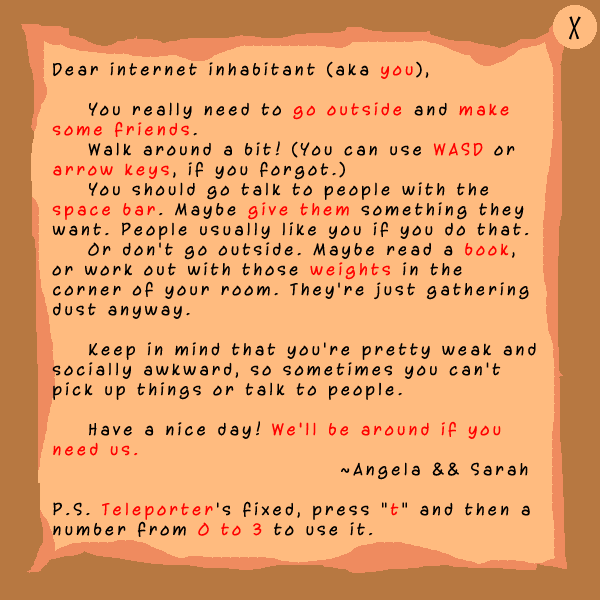 X
Dear internet inhabitant (aka you),
You really need to go outside and make
some friends.
Walk around a bit! (You can use WASD or
arrow keys, if you forgot.)
You should go talk to people with the
space bar. Maybe give them something they
want. People usually like you if you do that.
Or don't go outside. Maybe read a book,
or work out with those weights in the
corner of your room. They're just gathering
dust anyway.
Keep in mind that you're pretty weak and
socially awkward, so sometimes you can't
pick up things or talk to people.
Have a nice day! We'll be around if you
need us.
~Angela && Sarah
P.S. Teleporter's fixed, press "t" and then a
number from 0 to 3 to use it.